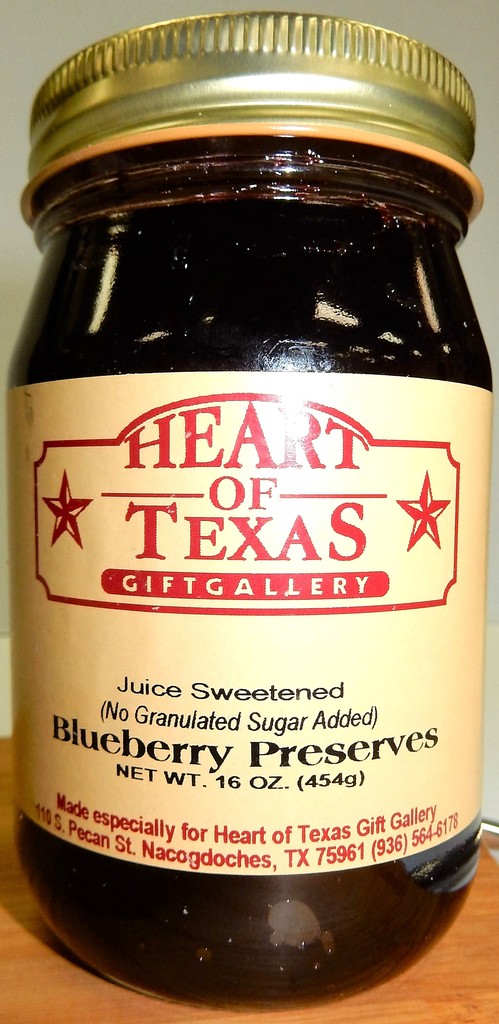 HEART
OF
TEXAS
GIFTGALLERY
Juice Sweetened
(No Granulated Sugar Added)
Blueberry Preserves
NET WT. 16 OZ. (454g)
Made especially for Heart of Texas Gift Gallery
110 S. Pecan St. Nacogdoches, TX 75961 (936) 564-6178